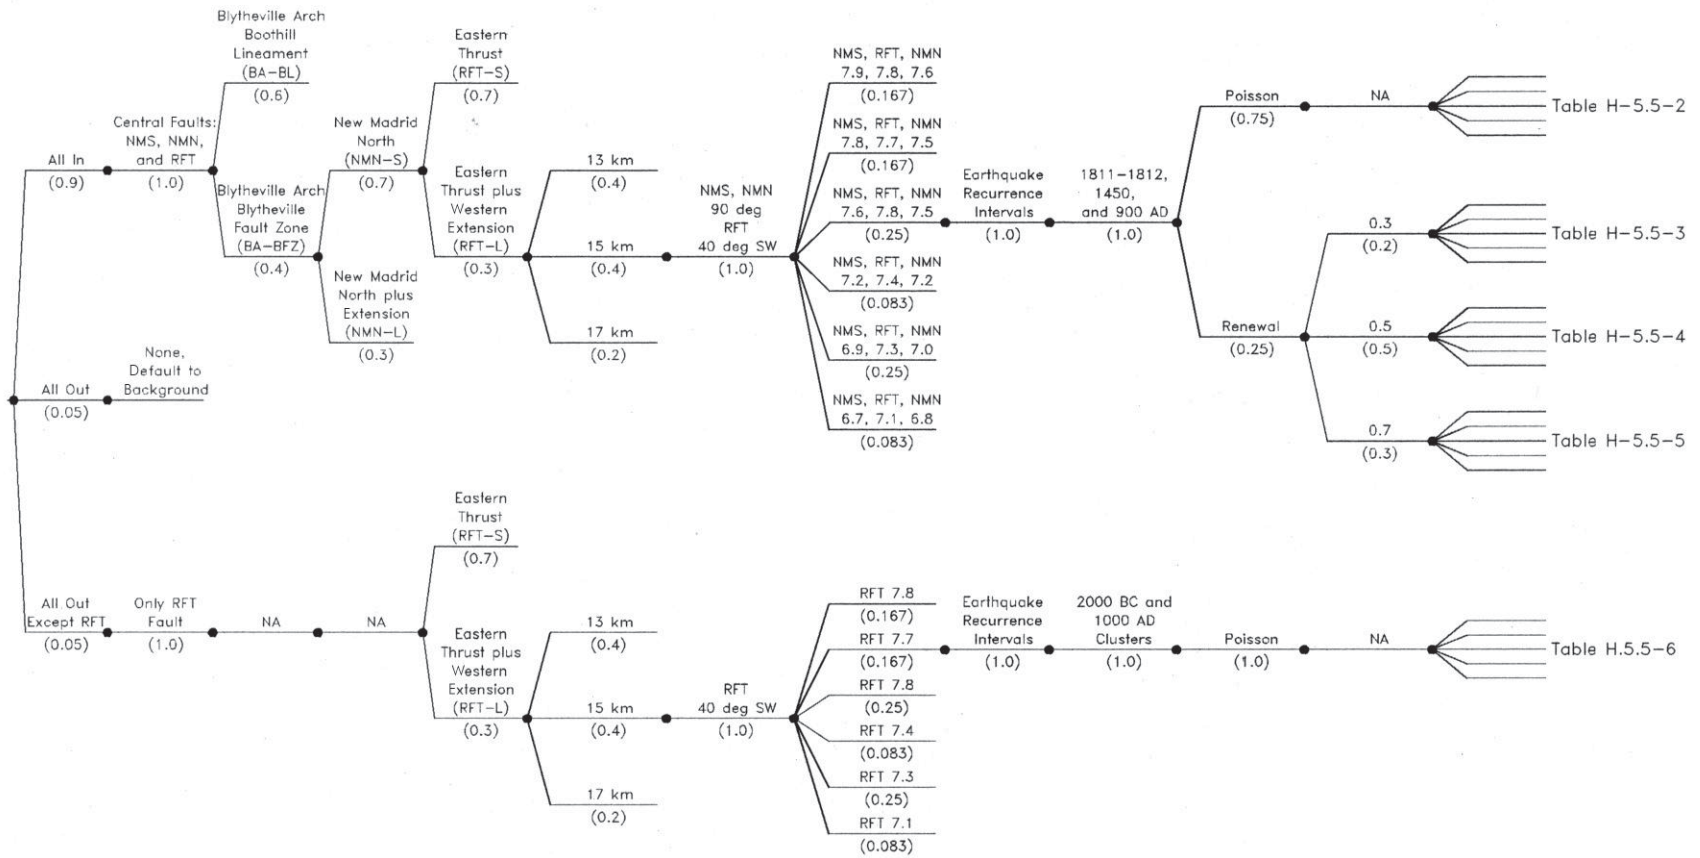 Blytheville Arch
Boothill
Lineament
(BA-BL)
(0.6)
Eastern
Thrust
(RFT-S)
(0.7)
Central Faults:
NMS, NMN,
and RFT
(1.0)
New Madrid
North
(NMN-S)
(0.7)
All In
(0.9)
Blytheville Arch
Blytheville
Fault Zone
(BA-BFZ)
(0.4)
Eastern
Thrust plus
Western
Extension
(RFT-L)
(0.3)
New Madrid
North plus
Extension
(NMN-L)
(0.3)
13 km
(0.4)
15 km
(0.4)
17 km
(0.2)
NMS, NMN
90 deg
RFT
40 deg SW
(1.0)
NMS, RFT, NMN
7.9, 7.8, 7.6
(0.167)
NMS, RFT, NMN
7.8, 7.7, 7.5
(0.167)
NMS, RFT, NMN
7.6, 7.8, 7.5
(0.25)
NMS, RFT, NMN
7.2, 7.4, 7.2
(0.083)
NMS, RFT, NMN
6.9, 7.3, 7.0
(0.25)
NMS, RFT, NMN
6.7, 7.1, 6.8
(0.083)
Earthquake
Recurrence
Intervals
(1.0)
1811-1812,
1450,
and 900 AD
(1.0)
Poisson
(0.75)
NA
Table H-5.5-2
Renewal
(0.25)
0.3
(0.2)
Table H-5.5-3
0.5
(0.5)
Table H-5.5-4
0.7
(0.3)
Table H-5.5-5
All Out
(0.05)
None,
Default to
Background
All Out
Except RFT
(0.05)
Only RFT
Fault
(1.0)
NA
NA
Eastern
Thrust
(RFT-S)
(0.7)
Eastern
Thrust plus
Western
Extension
(RFT-L)
(0.3)
13 km
(0.4)
15 km
(0.4)
17 km
(0.2)
RFT
40 deg SW
(1.0)
RFT 7.8
(0.167)
RFT 7.7
(0.167)
RFT 7.8
(0.25)
RFT 7.4
(0.083)
RFT 7.3
(0.25)
RFT 7.1
(0.083)
Earthquake
Recurrence
Intervals
(1.0)
2000 BC and
1000 AD
Clusters
(1.0)
Poisson
(1.0)
NA
Table H.5.5-6